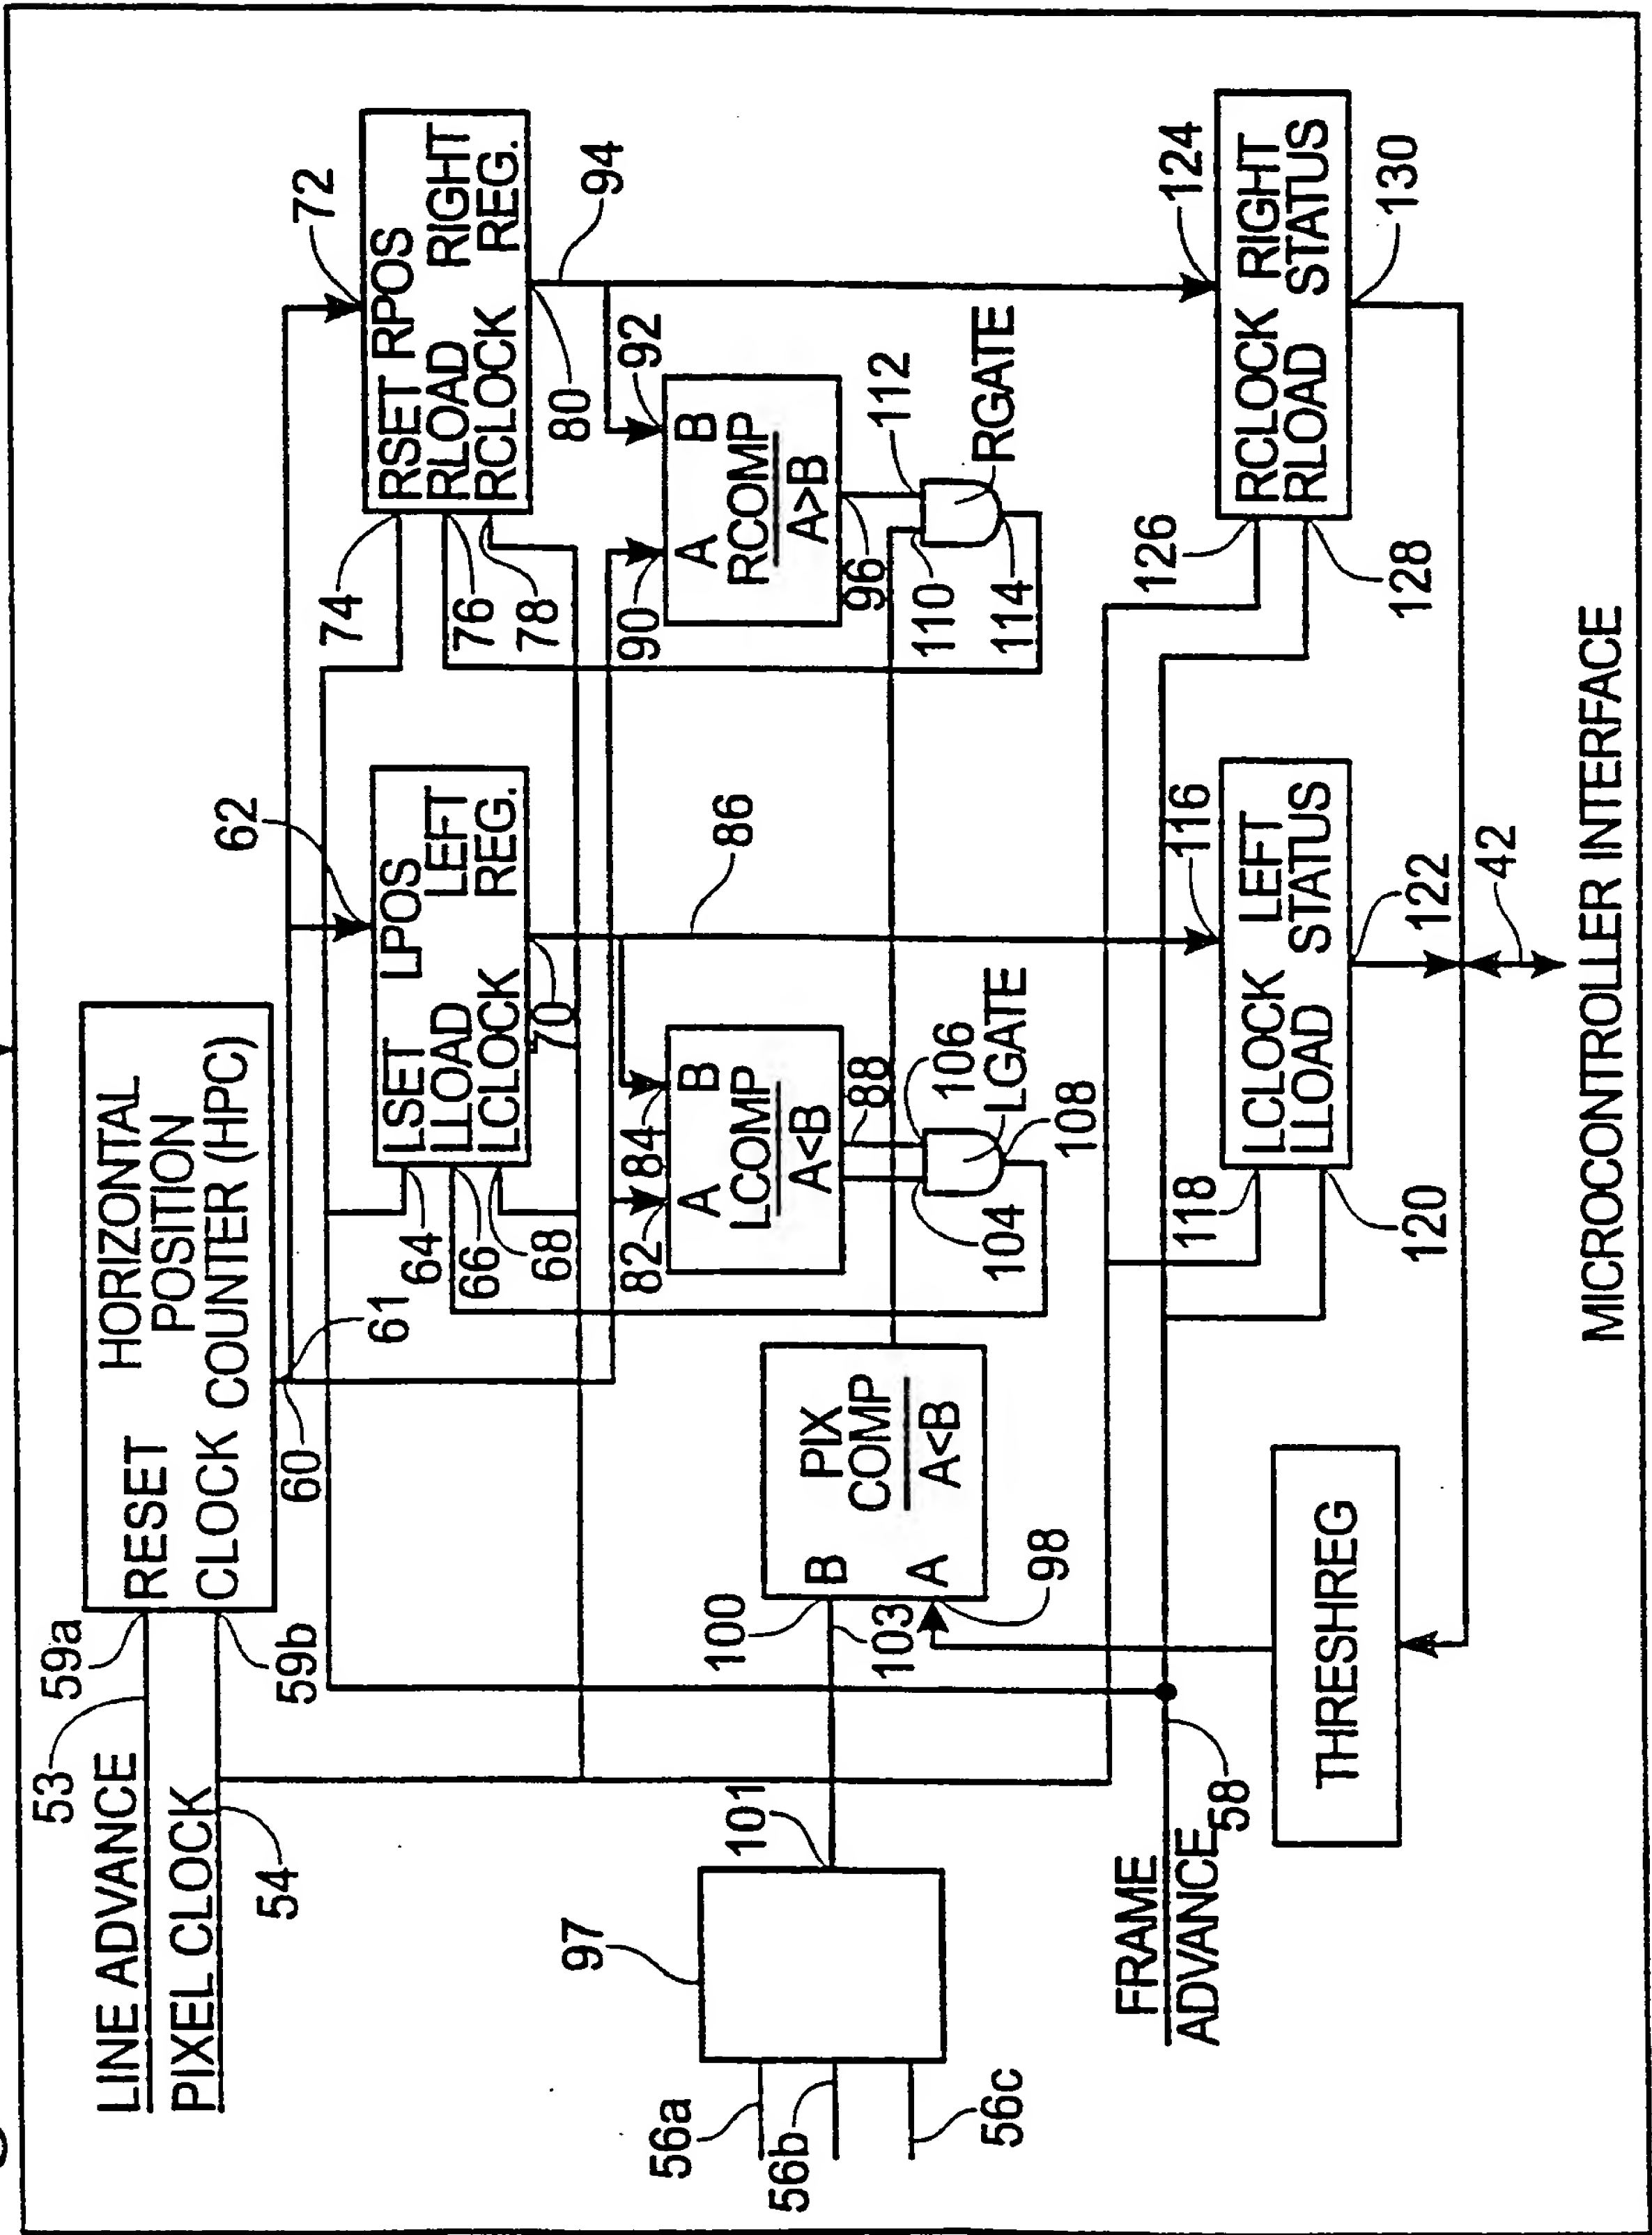 LINE ADVANCE
53
59a
PIXEL CLOCK
54
59b
RESET
HORIZONTAL
POSITION
CLOCK COUNTER (HPC)
60
61
62
LSET LPOS
LLOAD LEFT
LCLOCK REG.
64
66
68
70
72
RSET RPOS
RLOAD RIGHT
RCLOCK REG.
74
76
78
80
82
84
A B
LCOMP
A<B
86
88
90
92
A B
RCOMP
A>B
94
96
104
106
LGATE
108
110
112
RGATE
114
56a
56b
56c
97
101
100
103
98
B PIX
COMP
A A<B
FRAME
ADVANCE
58
THRESHREG
116
118
120
LCLOCK LEFT
LLOAD STATUS
122
124
126
128
RCLOCK RIGHT
RLOAD STATUS
130
42
MICROCONTROLLER INTERFACE